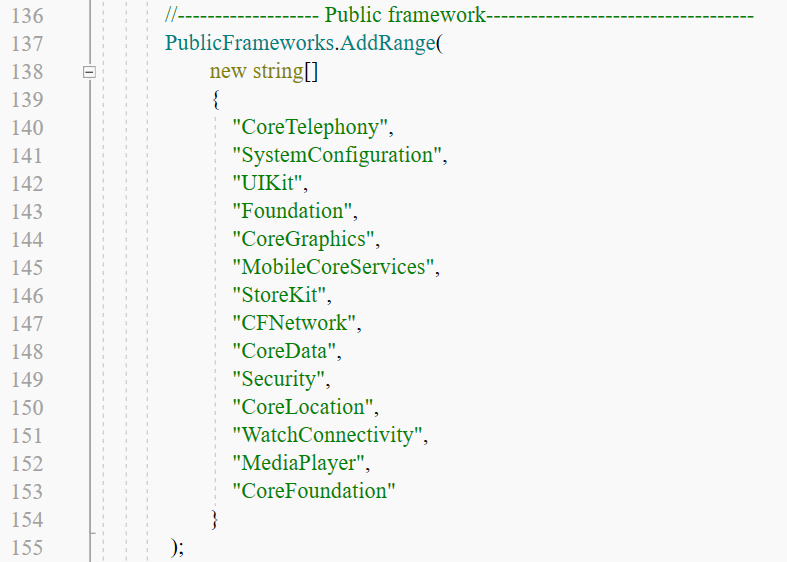 136 //------------------- Public framework------------------------------------
137 PublicFrameworks.AddRange(
138 new string[]
139 {
140 "CoreTelephony",
141 "SystemConfiguration",
142 "UIKit",
143 "Foundation",
144 "CoreGraphics",
145 "MobileCoreServices",
146 "StoreKit",
147 "CFNetwork",
148 "CoreData",
149 "Security",
150 "CoreLocation",
151 "WatchConnectivity",
152 "MediaPlayer",
153 "CoreFoundation"
154 }
155 );